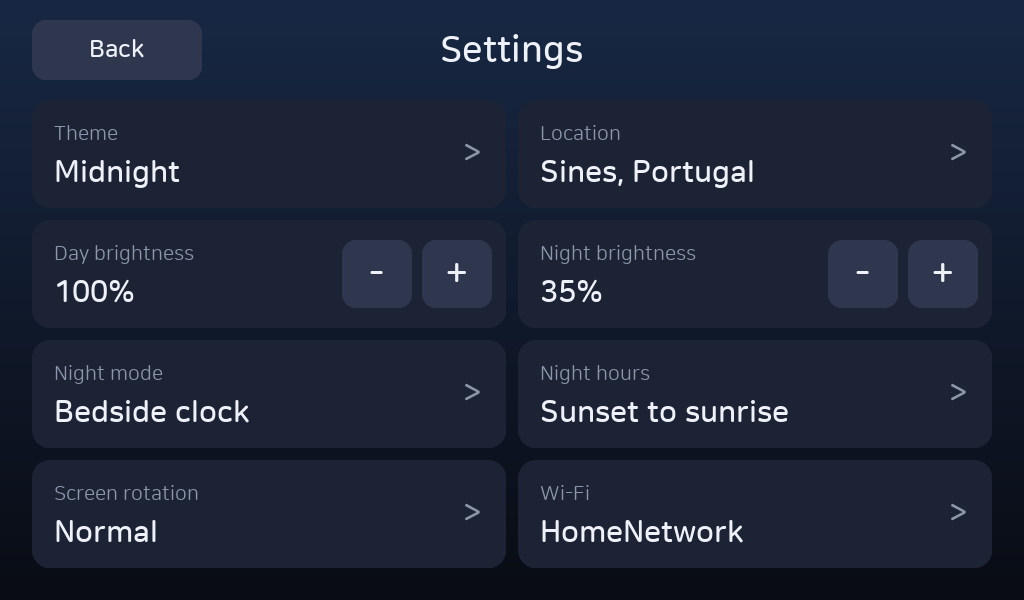 Back
Settings
Theme
Midnight
>
Location
Sines, Portugal
>
Day brightness
100%
-
+
Night brightness
35%
-
+
Night mode
Bedside clock
>
Night hours
Sunset to sunrise
>
Screen rotation
Normal
>
Wi-Fi
HomeNetwork
>